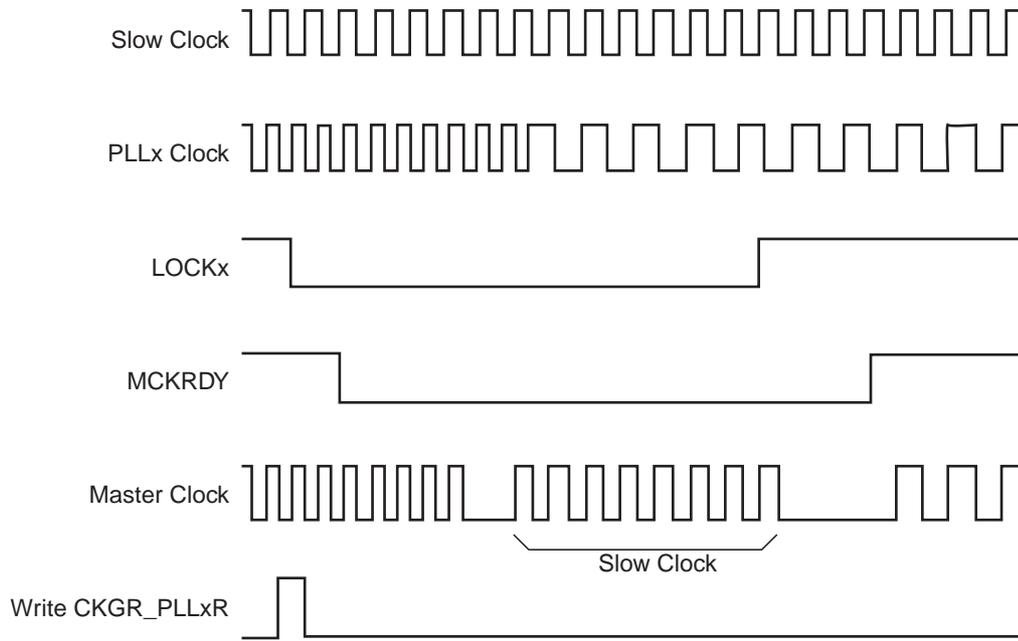 Slow Clock
PLLx Clock
LOCKx
MCKRDY
Master Clock
Slow Clock
Write CKGR_PLLxR